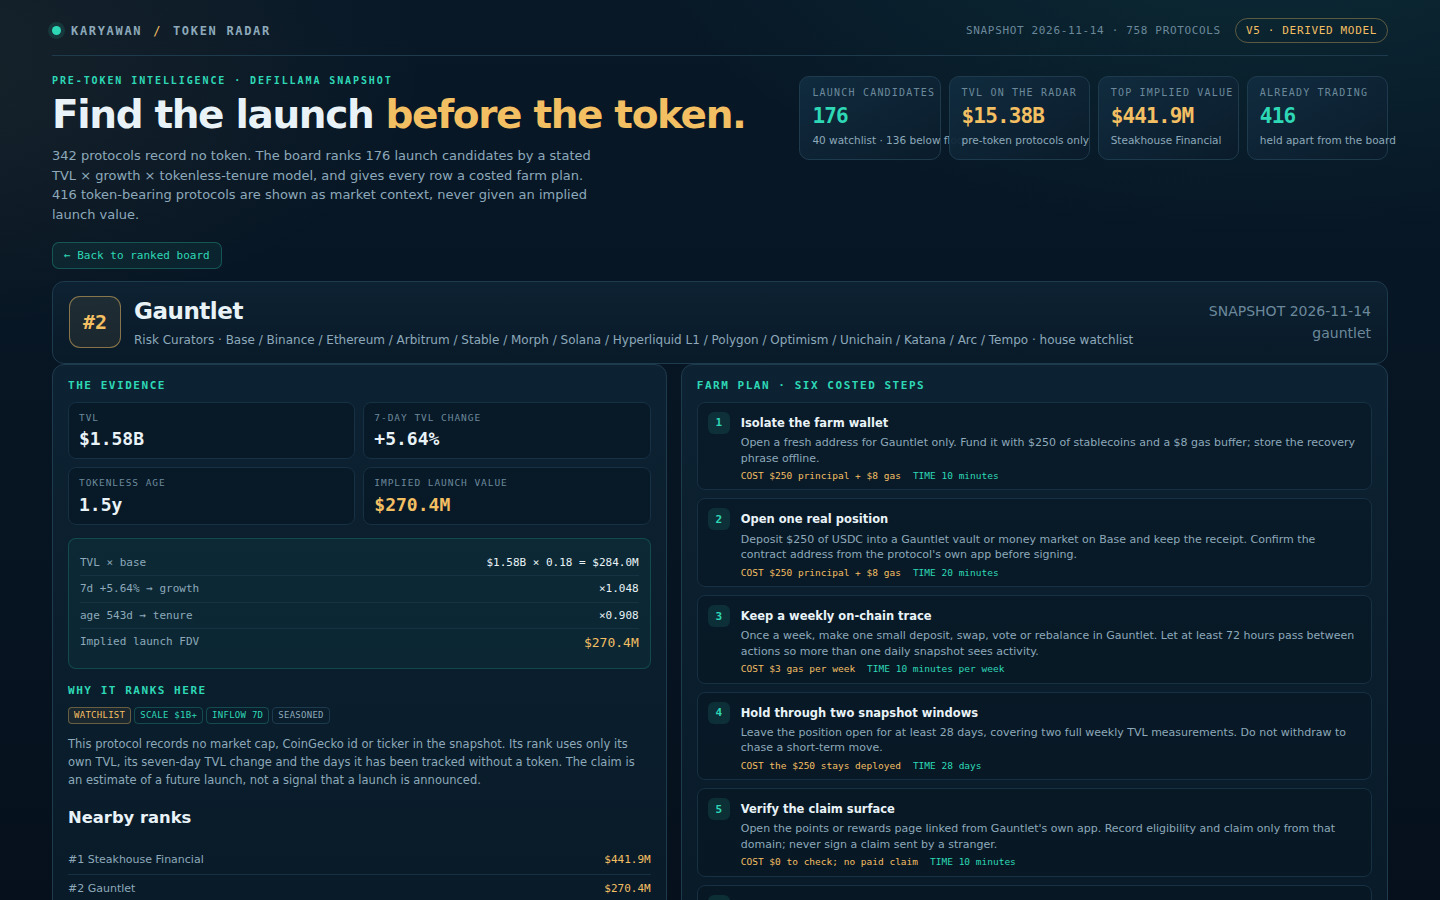 KARYAWAN / TOKEN RADAR
SNAPSHOT 2026-11-14 · 758 PROTOCOLS
V5 · DERIVED MODEL
PRE-TOKEN INTELLIGENCE · DEFILLAMA SNAPSHOT
Find the launch before the token.
342 protocols record no token. The board ranks 176 launch candidates by a stated
TVL × growth × tokenless-tenure model, and gives every row a costed farm plan.
416 token-bearing protocols are shown as market context, never given an implied
launch value.
LAUNCH CANDIDATES
176
40 watchlist · 136 below fl
TVL ON THE RADAR
$15.38B
pre-token protocols only
TOP IMPLIED VALUE
$441.9M
Steakhouse Financial
ALREADY TRADING
416
held apart from the board
← Back to ranked board
#2
Gauntlet
Risk Curators · Base / Binance / Ethereum / Arbitrum / Stable / Morph / Solana / Hyperliquid L1 / Polygon / Optimism / Unichain / Katana / Arc / Tempo · house watchlist
SNAPSHOT 2026-11-14
gauntlet
THE EVIDENCE
TVL
$1.58B
7-DAY TVL CHANGE
+5.64%
TOKENLESS AGE
1.5y
IMPLIED LAUNCH VALUE
$270.4M
TVL × base $1.58B × 0.18 = $284.0M
7d +5.64% → growth ×1.048
age 543d → tenure ×0.908
Implied launch FDV $270.4M
WHY IT RANKS HERE
WATCHLIST SCALE $1B+ INFLOW 7D SEASONED
This protocol records no market cap, CoinGecko id or ticker in the snapshot. Its rank uses only its
own TVL, its seven-day TVL change and the days it has been tracked without a token. The claim is
an estimate of a future launch, not a signal that a launch is announced.
Nearby ranks
#1 Steakhouse Financial $441.9M
#2 Gauntlet $270.4M
FARM PLAN · SIX COSTED STEPS
1 Isolate the farm wallet
Open a fresh address for Gauntlet only. Fund it with $250 of stablecoins and a $8 gas buffer; store the recovery
phrase offline.
COST $250 principal + $8 gas TIME 10 minutes
2 Open one real position
Deposit $250 of USDC into a Gauntlet vault or money market on Base and keep the receipt. Confirm the
contract address from the protocol's own app before signing.
COST $250 principal + $8 gas TIME 20 minutes
3 Keep a weekly on-chain trace
Once a week, make one small deposit, swap, vote or rebalance in Gauntlet. Let at least 72 hours pass between
actions so more than one daily snapshot sees activity.
COST $3 gas per week TIME 10 minutes per week
4 Hold through two snapshot windows
Leave the position open for at least 28 days, covering two full weekly TVL measurements. Do not withdraw to
chase a short-term move.
COST the $250 stays deployed TIME 28 days
5 Verify the claim surface
Open the points or rewards page linked from Gauntlet's own app. Record eligibility and claim only from that
domain; never sign a claim sent by a stranger.
COST $0 to check; no paid claim TIME 10 minutes